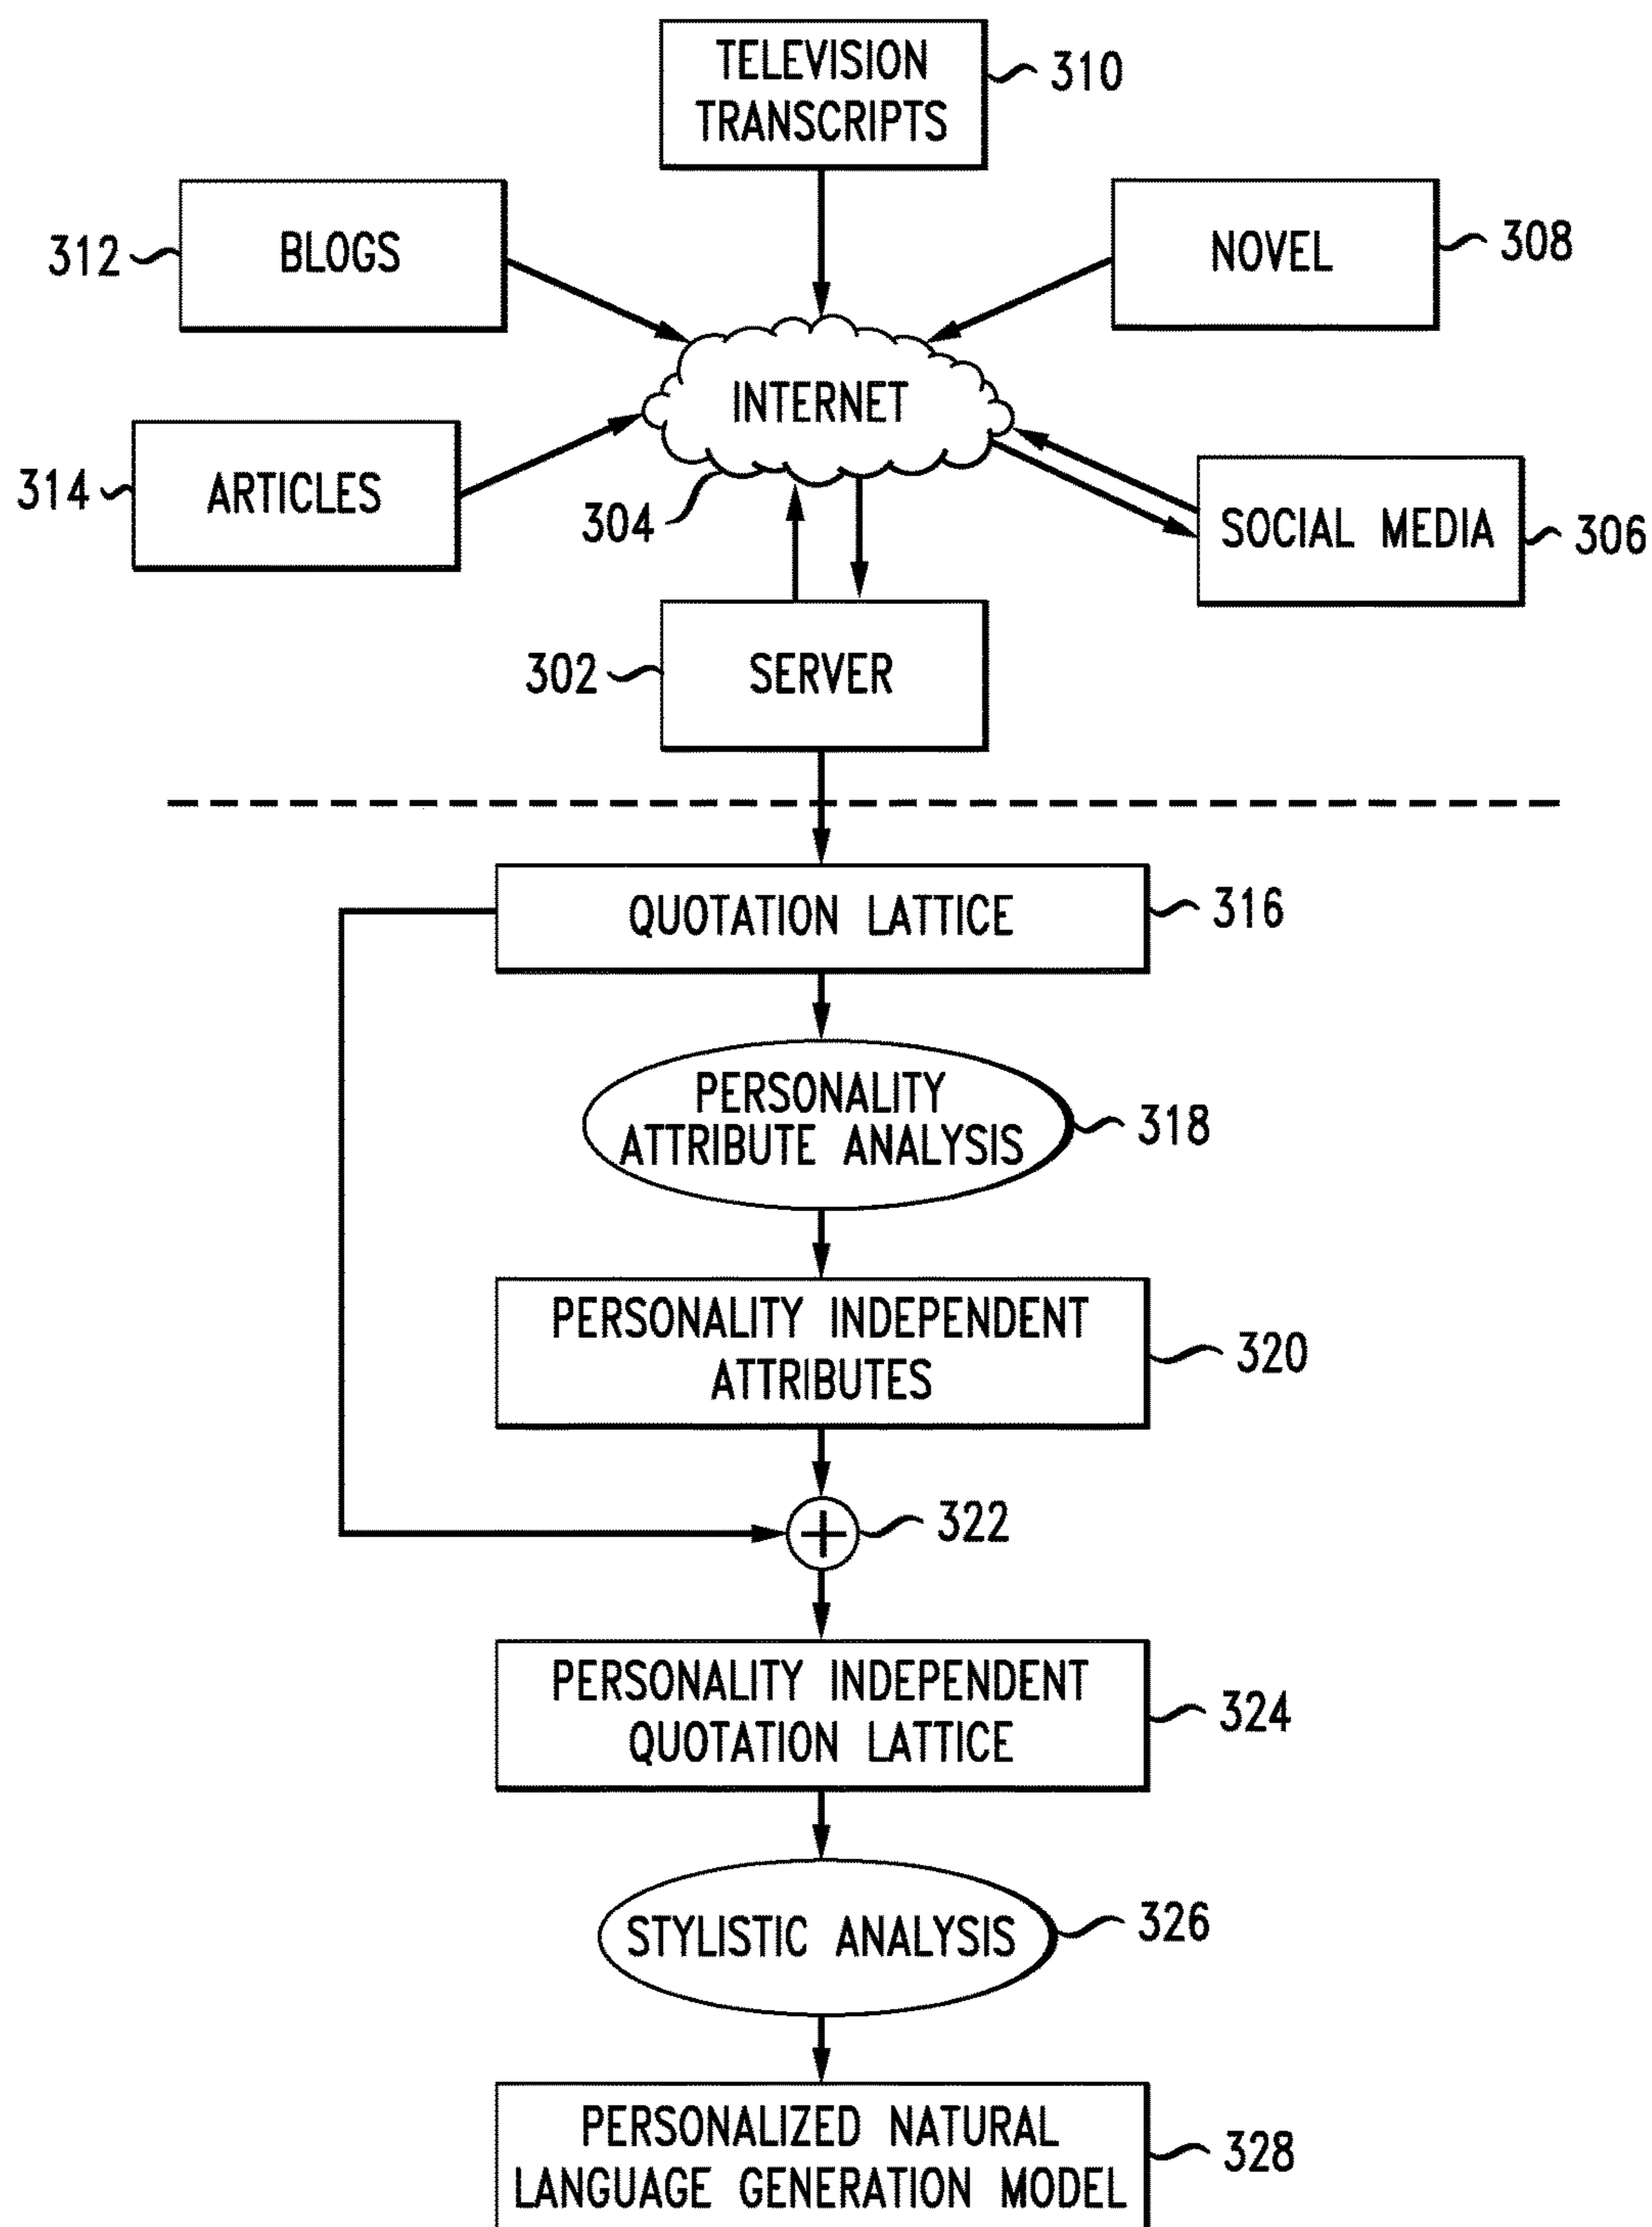 TELEVISION
TRANSCRIPTS
310
BLOGS
312
NOVEL
308
INTERNET
304
ARTICLES
314
SOCIAL MEDIA
306
SERVER
302
QUOTATION LATTICE
316
PERSONALITY
ATTRIBUTE ANALYSIS
318
PERSONALITY INDEPENDENT
ATTRIBUTES
320
+
322
PERSONALITY INDEPENDENT
QUOTATION LATTICE
324
STYLISTIC ANALYSIS
326
PERSONALIZED NATURAL
LANGUAGE GENERATION MODEL
328